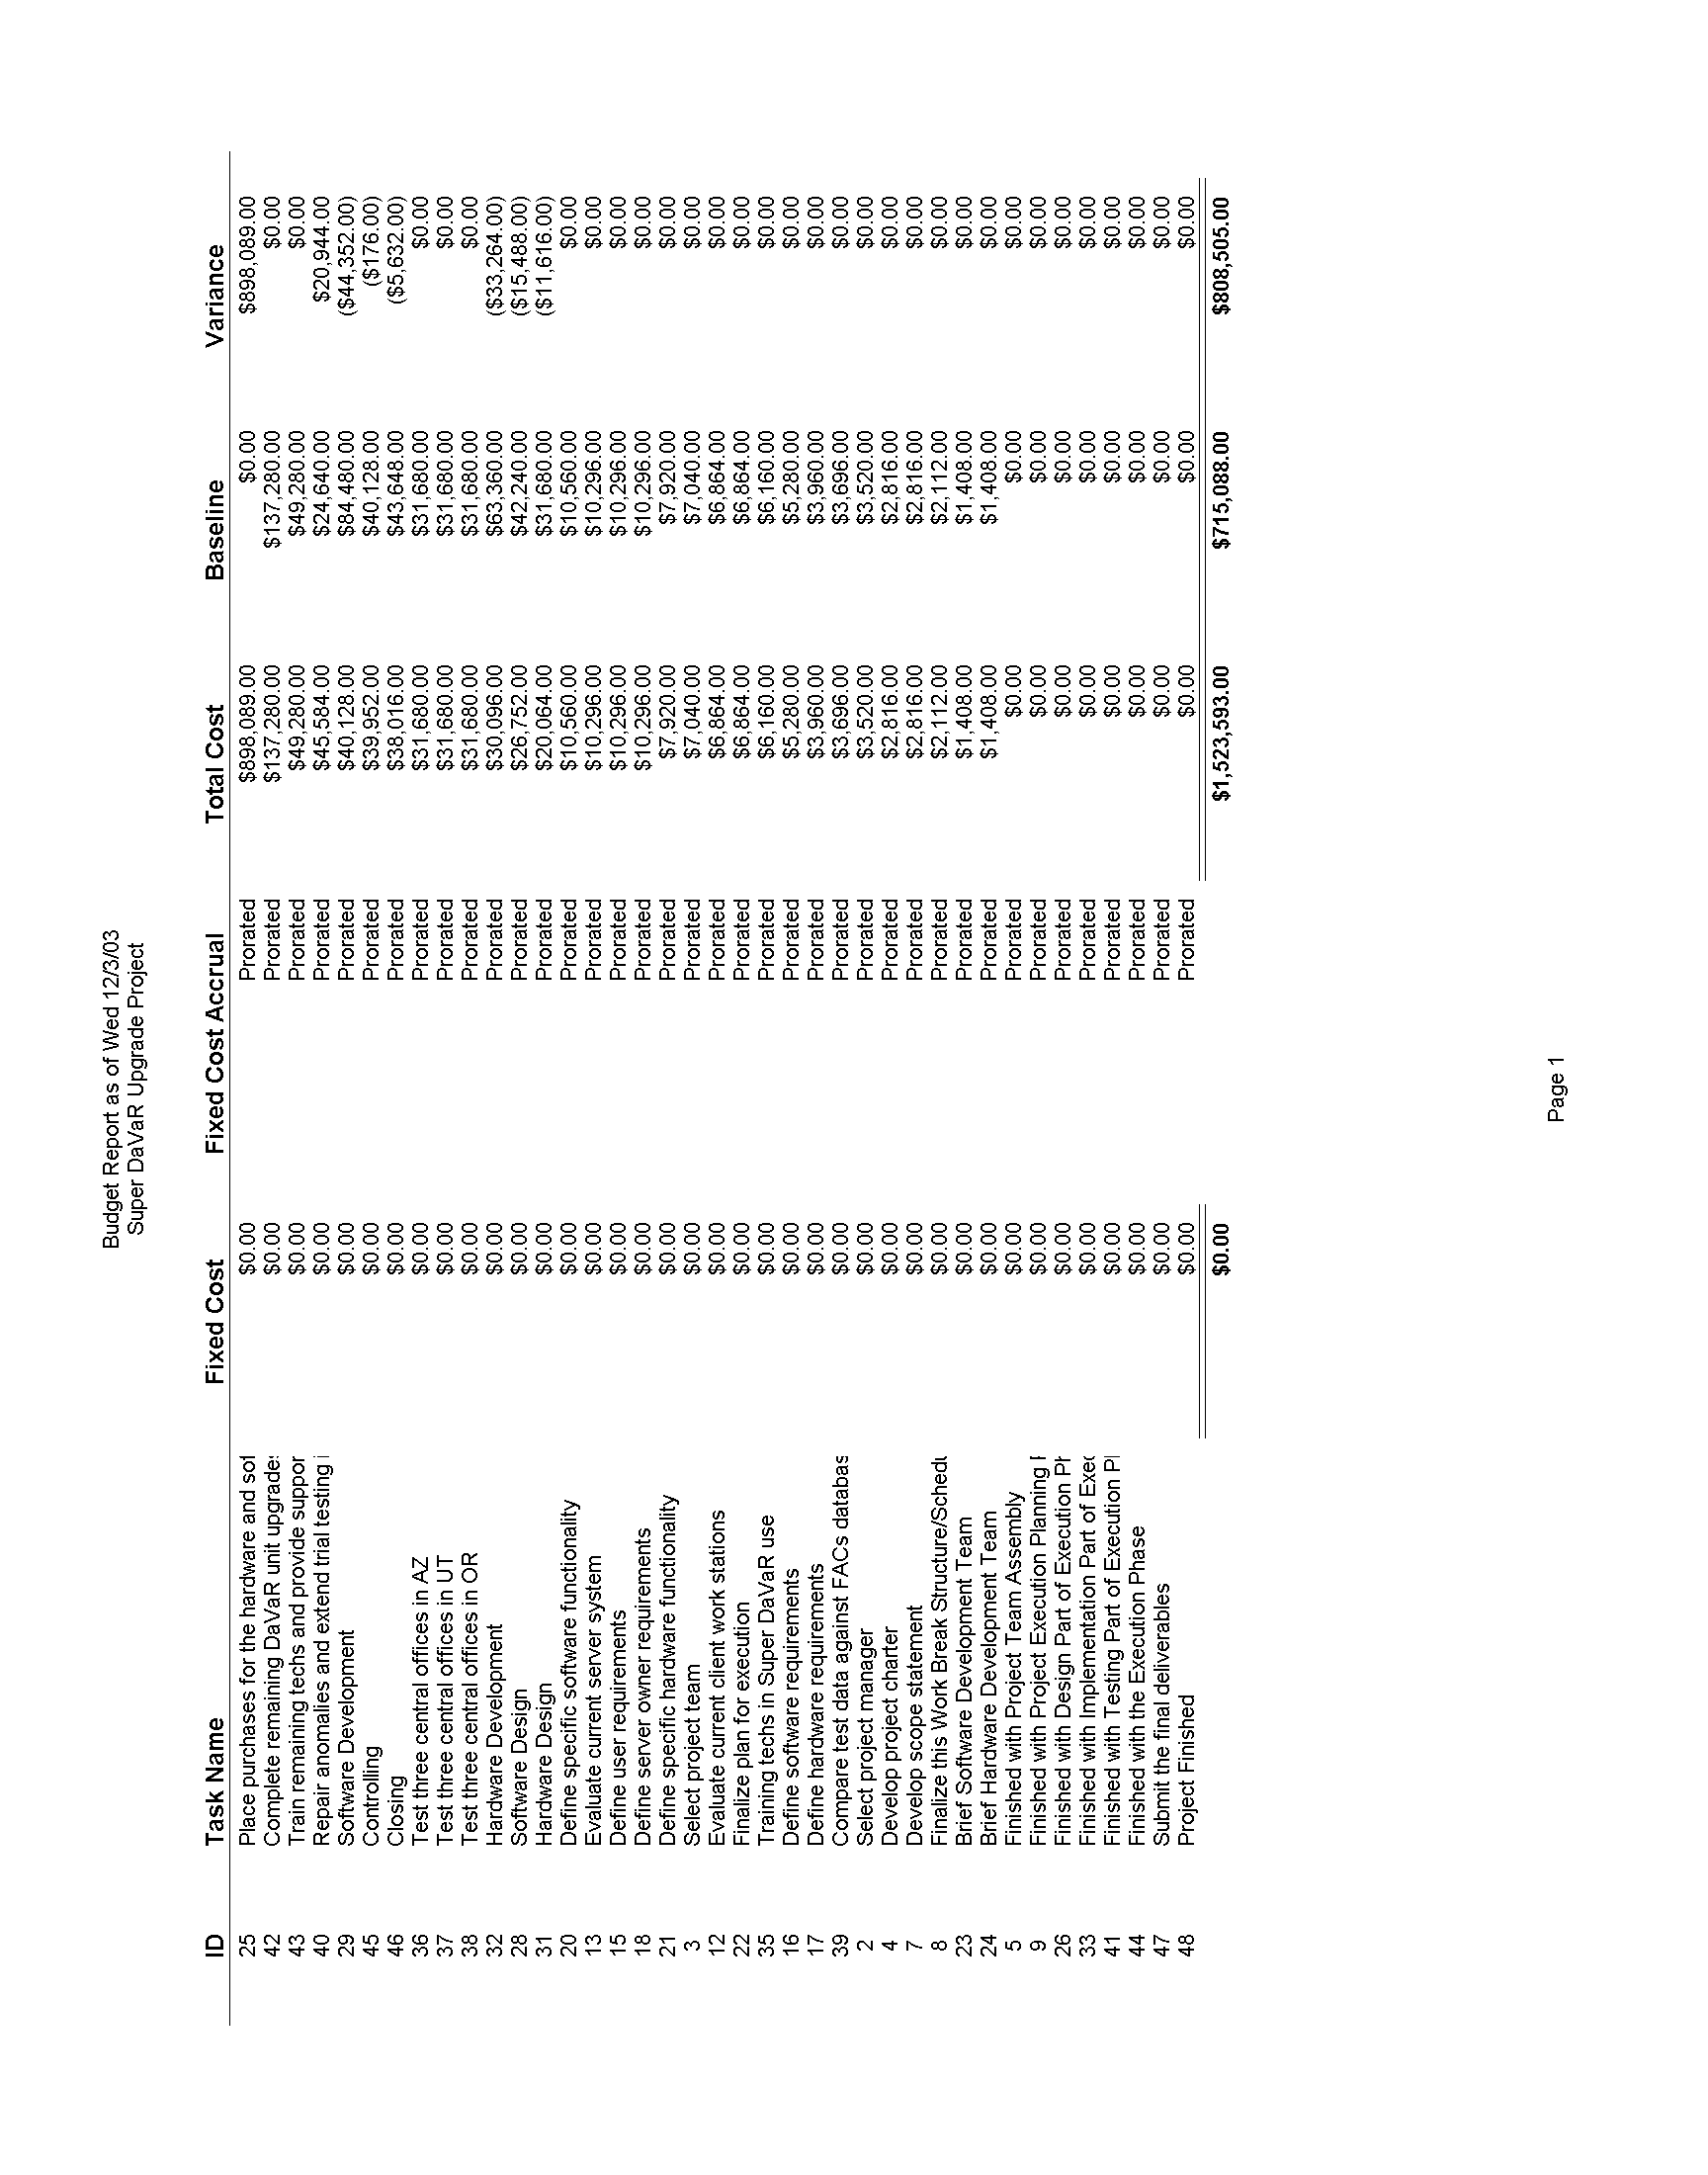 Budget Report as of Wed 12/3/03
Super DaVaR Upgrade Project
ID Task Name Fixed Cost Fixed Cost Accrual Total Cost Baseline Variance
25 Place purchases for the hardware and sof $0.00 Prorated $898,089.00 $0.00 $898,089.00
42 Complete remaining DaVaR unit upgrades $0.00 Prorated $137,280.00 $137,280.00 $0.00
43 Train remaining techs and provide suppor $0.00 Prorated $49,280.00 $49,280.00 $0.00
40 Repair anomalies and extend trial testing $0.00 Prorated $45,584.00 $24,640.00 $20,944.00
29 Software Development $0.00 Prorated $40,128.00 $84,480.00 ($44,352.00)
45 Controlling $0.00 Prorated $39,952.00 $40,128.00 ($176.00)
46 Closing $0.00 Prorated $38,016.00 $43,648.00 ($5,632.00)
36 Test three central offices in AZ $0.00 Prorated $31,680.00 $31,680.00 $0.00
37 Test three central offices in UT $0.00 Prorated $31,680.00 $31,680.00 $0.00
38 Test three central offices in OR $0.00 Prorated $31,680.00 $31,680.00 $0.00
32 Hardware Development $0.00 Prorated $30,096.00 $63,360.00 ($33,264.00)
28 Software Design $0.00 Prorated $26,752.00 $42,240.00 ($15,488.00)
31 Hardware Design $0.00 Prorated $20,064.00 $31,680.00 ($11,616.00)
20 Define specific software functionality $0.00 Prorated $10,560.00 $10,560.00 $0.00
13 Evaluate current server system $0.00 Prorated $10,296.00 $10,296.00 $0.00
15 Define user requirements $0.00 Prorated $10,296.00 $10,296.00 $0.00
18 Define server owner requirements $0.00 Prorated $10,296.00 $10,296.00 $0.00
21 Define specific hardware functionality $0.00 Prorated $7,920.00 $7,920.00 $0.00
3 Select project team $0.00 Prorated $7,040.00 $7,040.00 $0.00
12 Evaluate current client work stations $0.00 Prorated $6,864.00 $6,864.00 $0.00
22 Finalize plan for execution $0.00 Prorated $6,864.00 $6,864.00 $0.00
35 Training techs in Super DaVaR use $0.00 Prorated $6,160.00 $6,160.00 $0.00
16 Define software requirements $0.00 Prorated $5,280.00 $5,280.00 $0.00
17 Define hardware requirements $0.00 Prorated $3,960.00 $3,960.00 $0.00
39 Compare test data against FACs databas $0.00 Prorated $3,696.00 $3,696.00 $0.00
2 Select project manager $0.00 Prorated $3,520.00 $3,520.00 $0.00
4 Develop project charter $0.00 Prorated $2,816.00 $2,816.00 $0.00
7 Develop scope statement $0.00 Prorated $2,816.00 $2,816.00 $0.00
8 Finalize this Work Break Structure/Schedu $0.00 Prorated $2,112.00 $2,112.00 $0.00
23 Brief Software Development Team $0.00 Prorated $1,408.00 $1,408.00 $0.00
24 Brief Hardware Development Team $0.00 Prorated $1,408.00 $1,408.00 $0.00
5 Finished with Project Team Assembly $0.00 Prorated $0.00 $0.00 $0.00
9 Finished with Project Execution Planning $0.00 Prorated $0.00 $0.00 $0.00
26 Finished with Design Part of Execution Ph $0.00 Prorated $0.00 $0.00 $0.00
33 Finished with Implementation Part of Exec $0.00 Prorated $0.00 $0.00 $0.00
41 Finished with Testing Part of Execution Pl $0.00 Prorated $0.00 $0.00 $0.00
44 Finished with the Execution Phase $0.00 Prorated $0.00 $0.00 $0.00
47 Submit the final deliverables $0.00 Prorated $0.00 $0.00 $0.00
48 Project Finished $0.00 Prorated $0.00 $0.00 $0.00
$0.00 $1,523,593.00 $715,088.00 $808,505.00
Page 1